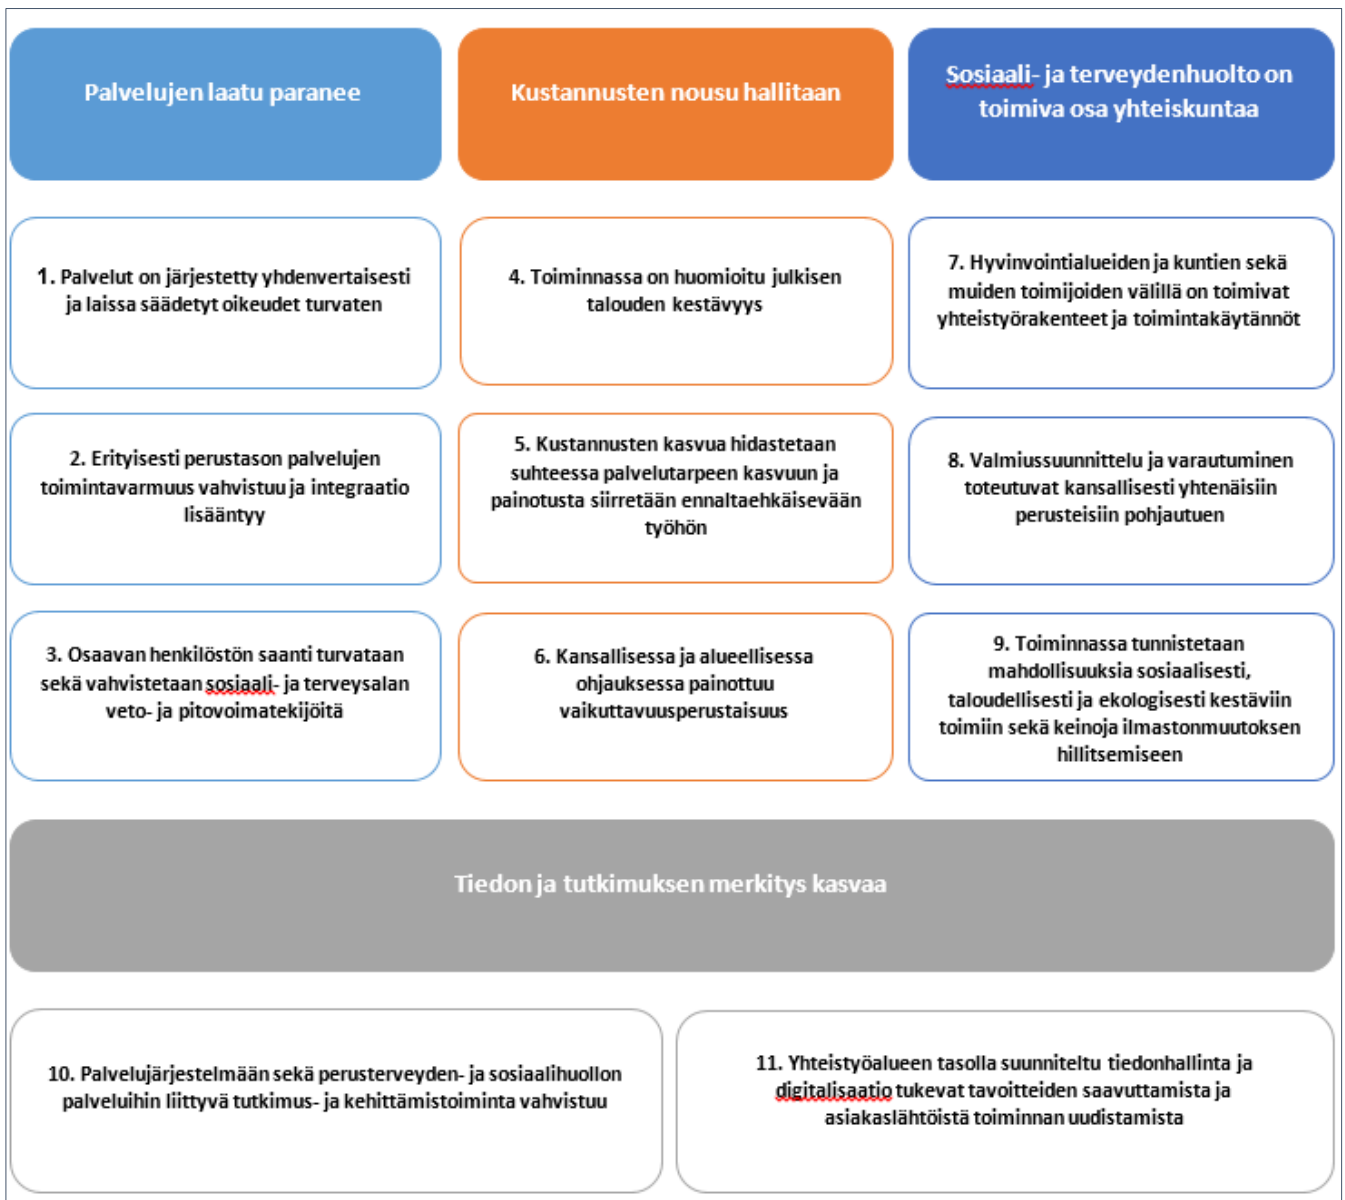 Palvelujen laatu paranee
Kustannusten nousu hallitaan
Sosiaali- ja terveydenhuolto on
toimiva osa yhteiskuntaa
1. Palvelut on järjestetty yhdenvertaisesti
ja laissa säädetyt oikeudet turvaten
4. Toiminnassa on huomioitu julkisen
talouden kestävyys
7. Hyvinvointialueiden ja kuntien sekä
muiden toimijoiden välillä on toimivat
yhteistyörakenteet ja toimintakäytännöt
2. Erityisesti perustason palvelujen
toimintavarmuus vahvistuu ja integraatio
lisääntyy
5. Kustannusten kasvua hidastetaan
suhteessa palvelutarpeen kasvuun ja
painotusta siirretään ennaltaehkäisevään
työhön
8. Valmiussuunnittelu ja varautuminen
toteutuvat kansallisesti yhtenäisiin
perusteisiin pohjautuen
3. Osaavan henkilöstön saanti turvataan
sekä vahvistetaan sosiaali- ja terveysalan
veto- ja pitovoimatekijöitä
6. Kansallisessa ja alueellisessa
ohjauksessa painottuu
vaikuttavuusperustaisuus
9. Toiminnassa tunnistetaan
mahdollisuuksia sosiaalisesti,
taloudellisesti ja ekologisesti kestäviin
toimiin sekä keinoja ilmastonmuutoksen
hillitsemiseen
Tiedon ja tutkimuksen merkitys kasvaa
10. Palvelujärjestelmään sekä perusterveyden- ja sosiaalihuollon
palveluihin liittyvä tutkimus- ja kehittämistoiminta vahvistuu
11. Yhteistyöalueen tasolla suunniteltu tiedonhallinta ja
digitalisaatio tukevat tavoitteiden saavuttamista ja
asiakaslähtöistä toiminnan uudistamista